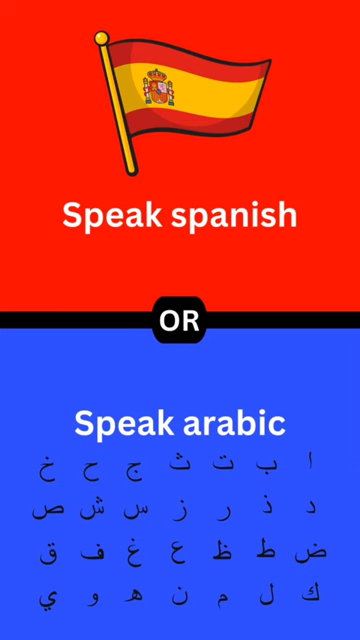 Speak spanish
OR
Speak arabic
ا ب ت ث ج ح خ
د ذ ر ز س ش ص
ض ط ظ ع غ ف ق
ك ل م ن ه و ي